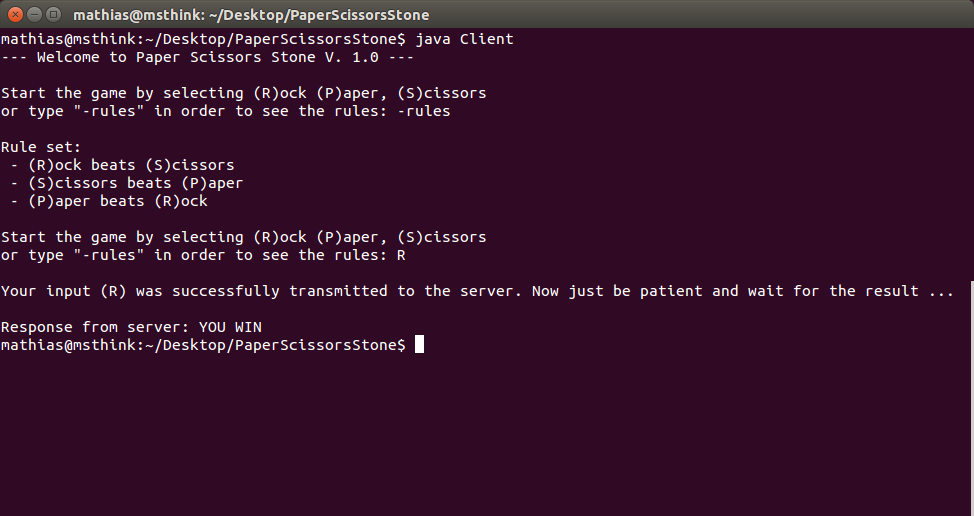 mathias@msthink: ~/Desktop/PaperScissorsStone
mathias@msthink:~/Desktop/PaperScissorsStone$ java Client
--- Welcome to Paper Scissors Stone V. 1.0 ---
Start the game by selecting (R)ock (P)aper, (S)cissors
or type "-rules" in order to see the rules: -rules
Rule set:
- (R)ock beats (S)cissors
- (S)cissors beats (P)aper
- (P)aper beats (R)ock
Start the game by selecting (R)ock (P)aper, (S)cissors
or type "-rules" in order to see the rules: R
Your input (R) was successfully transmitted to the server. Now just be patient and wait for the result ...
Response from server: YOU WIN
mathias@msthink:~/Desktop/PaperScissorsStone$